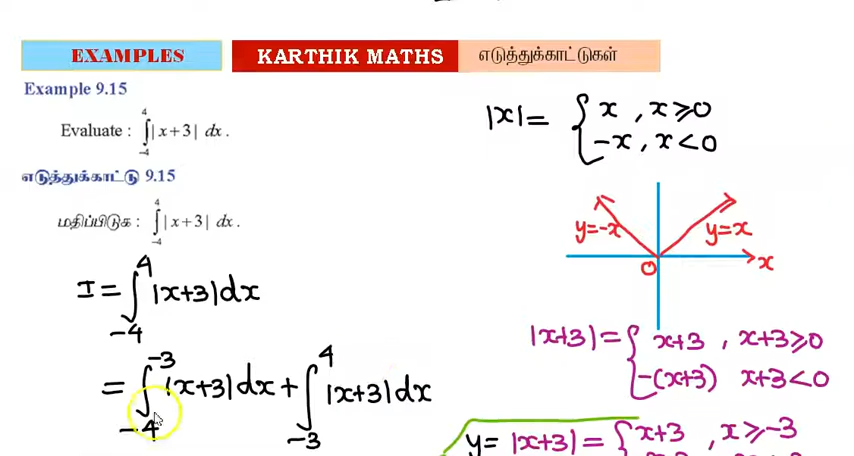 EXAMPLES KARTHIK MATHS எடுத்துக்காட்டுகள்
Example 9.15
Evaluate : ∫_{-4}^{4} |x+3| dx .
எடுத்துக்காட்டு 9.15
மதிப்பிடுக : ∫_{-4}^{4} |x+3| dx .
I = ∫_{-4}^{4} |x+3| dx
= ∫_{-4}^{-3} |x+3| dx + ∫_{-3}^{4} |x+3| dx
|x| = { x , x ≥ 0
-x , x < 0
y=-x y=x
O x
|x+3| = { x+3 , x+3 ≥ 0
-(x+3) x+3 < 0
y = |x+3| = { x+3 , x ≥ -3